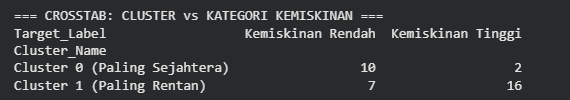 === CROSSTAB: CLUSTER vs KATEGORI KEMISKINAN ===
Target_Label Kemiskinan Rendah Kemiskinan Tinggi
Cluster_Name
Cluster 0 (Paling Sejahtera) 10 2
Cluster 1 (Paling Rentan) 7 16